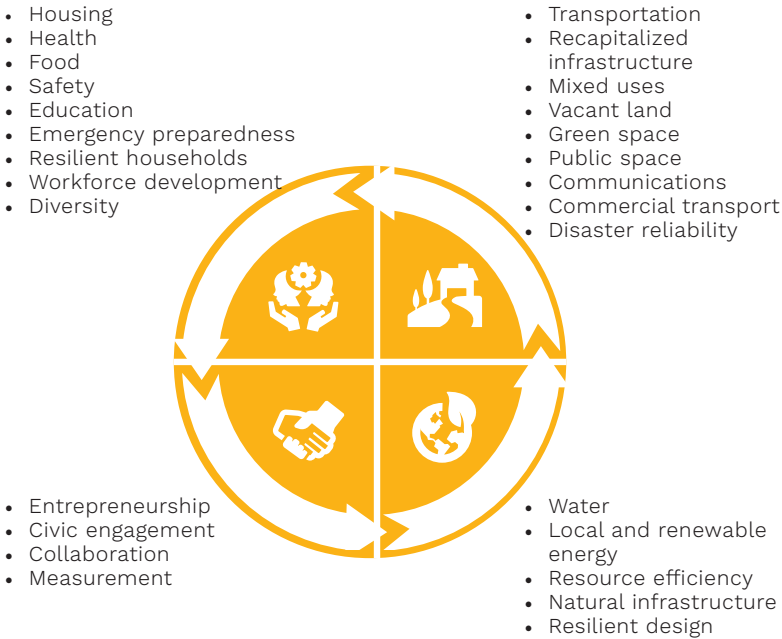 • Housing
• Health
• Food
• Safety
• Education
• Emergency preparedness
• Resilient households
• Workforce development
• Diversity
• Transportation
• Recapitalized
infrastructure
• Mixed uses
• Vacant land
• Green space
• Public space
• Communications
• Commercial transport
• Disaster reliability
• Entrepreneurship
• Civic engagement
• Collaboration
• Measurement
• Water
• Local and renewable
energy
• Resource efficiency
• Natural infrastructure
• Resilient design